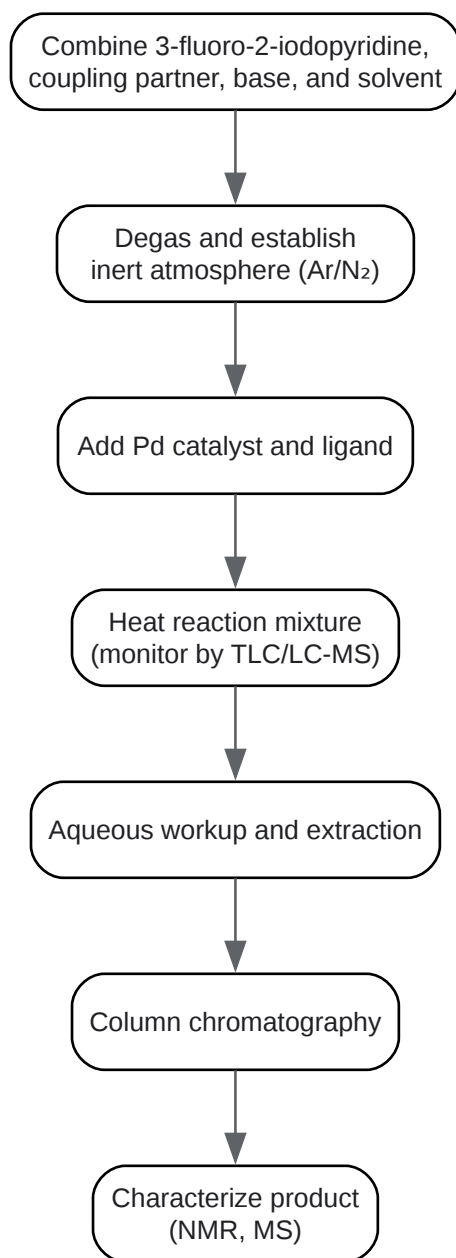 Combine 3-fluoro-2-iodopyridine,
coupling partner, base, and solvent
Degas and establish
inert atmosphere (Ar/N₂)
Add Pd catalyst and ligand
Heat reaction mixture
(monitor by TLC/LC-MS)
Aqueous workup and extraction
Column chromatography
Characterize product
(NMR, MS)